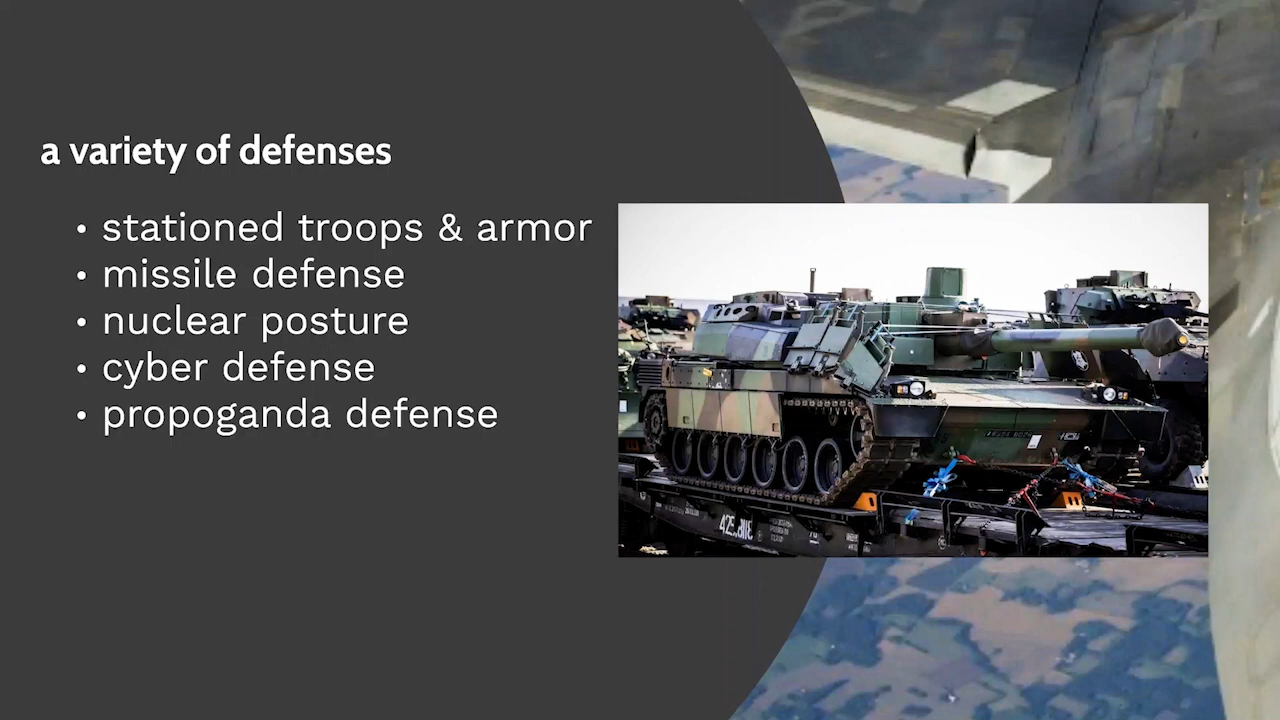 a variety of defenses
• stationed troops & armor
• missile defense
• nuclear posture
• cyber defense
• propoganda defense